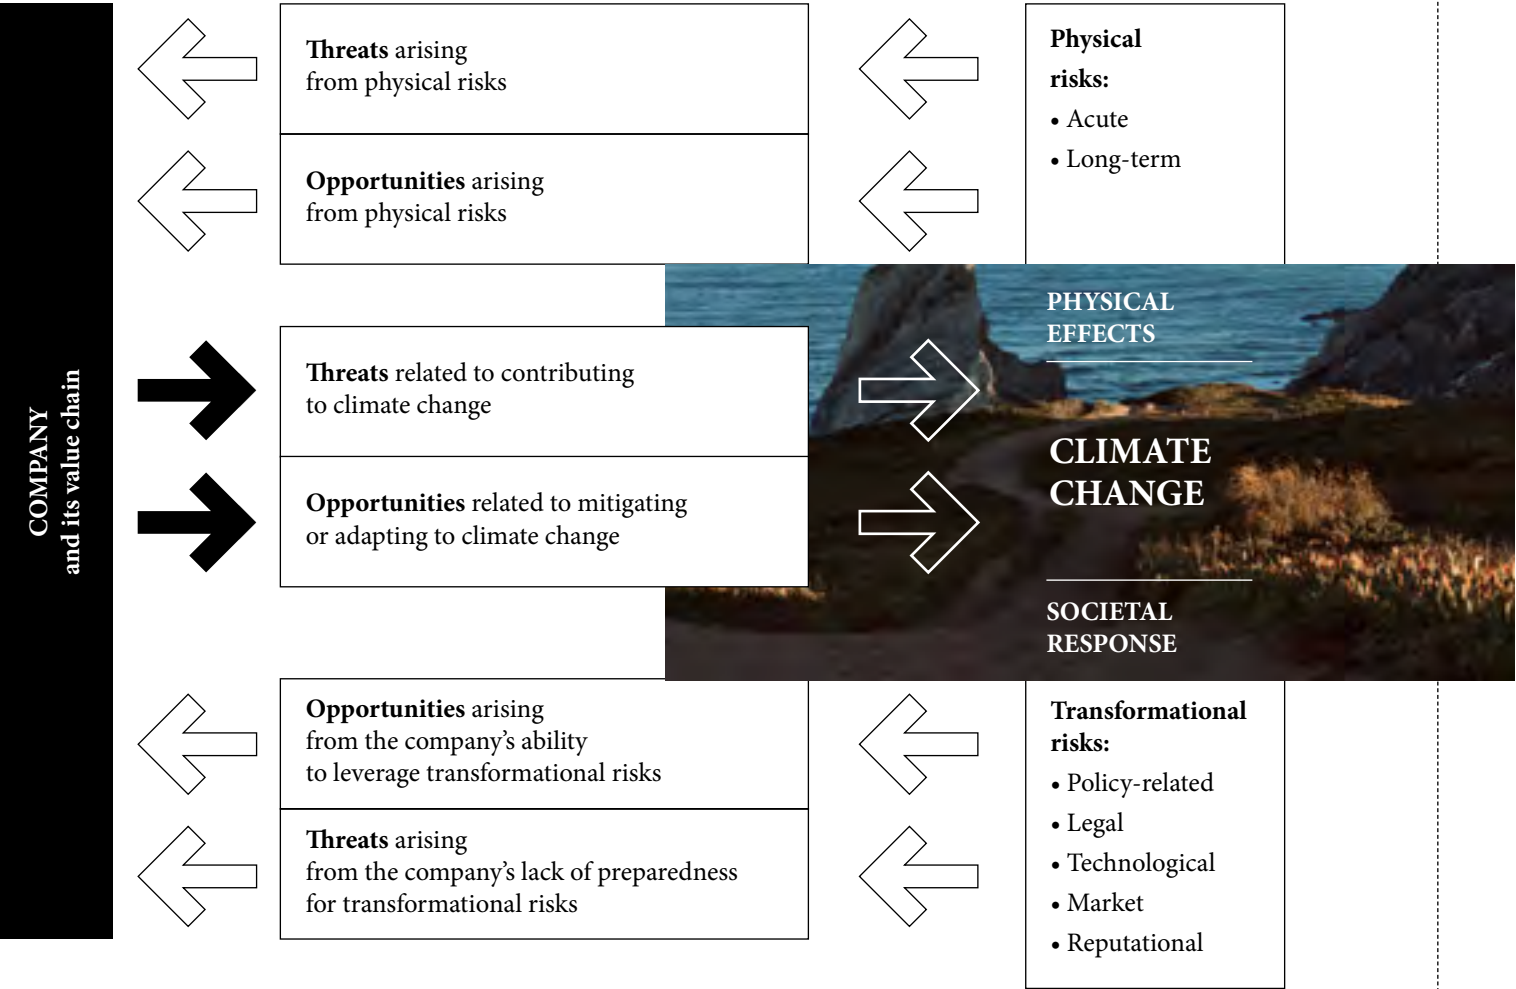 COMPANY
and its value chain
Threats arising
from physical risks
Opportunities arising
from physical risks
Physical
risks:
• Acute
• Long-term
Threats related to contributing
to climate change
Opportunities related to mitigating
or adapting to climate change
PHYSICAL
EFFECTS
CLIMATE
CHANGE
SOCIETAL
RESPONSE
Opportunities arising
from the company’s ability
to leverage transformational risks
Threats arising
from the company’s lack of preparedness
for transformational risks
Transformational
risks:
• Policy-related
• Legal
• Technological
• Market
• Reputational